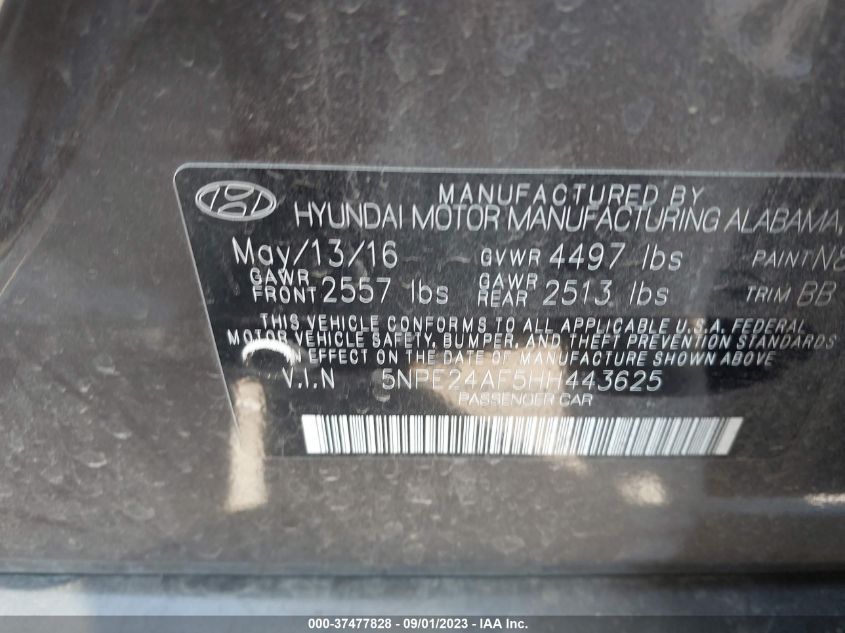 MANUFACTURED BY
HYUNDAI MOTOR MANUFACTURING ALABAMA,
May/13/16 GVWR 4497 lbs PAINT N8
GAWR FRONT 2557 lbs GAWR REAR 2513 lbs TRIM BB
THIS VEHICLE CONFORMS TO ALL APPLICABLE U.S.A. FEDERAL
MOTOR VEHICLE SAFETY, BUMPER, AND THEFT PREVENTION STANDARDS
IN EFFECT ON THE DATE OF MANUFACTURE SHOWN ABOVE.
V.I.N 5NPE24AF5HH443625
PASSENGER CAR
000-37477828 - 09/01/2023 - IAA Inc.